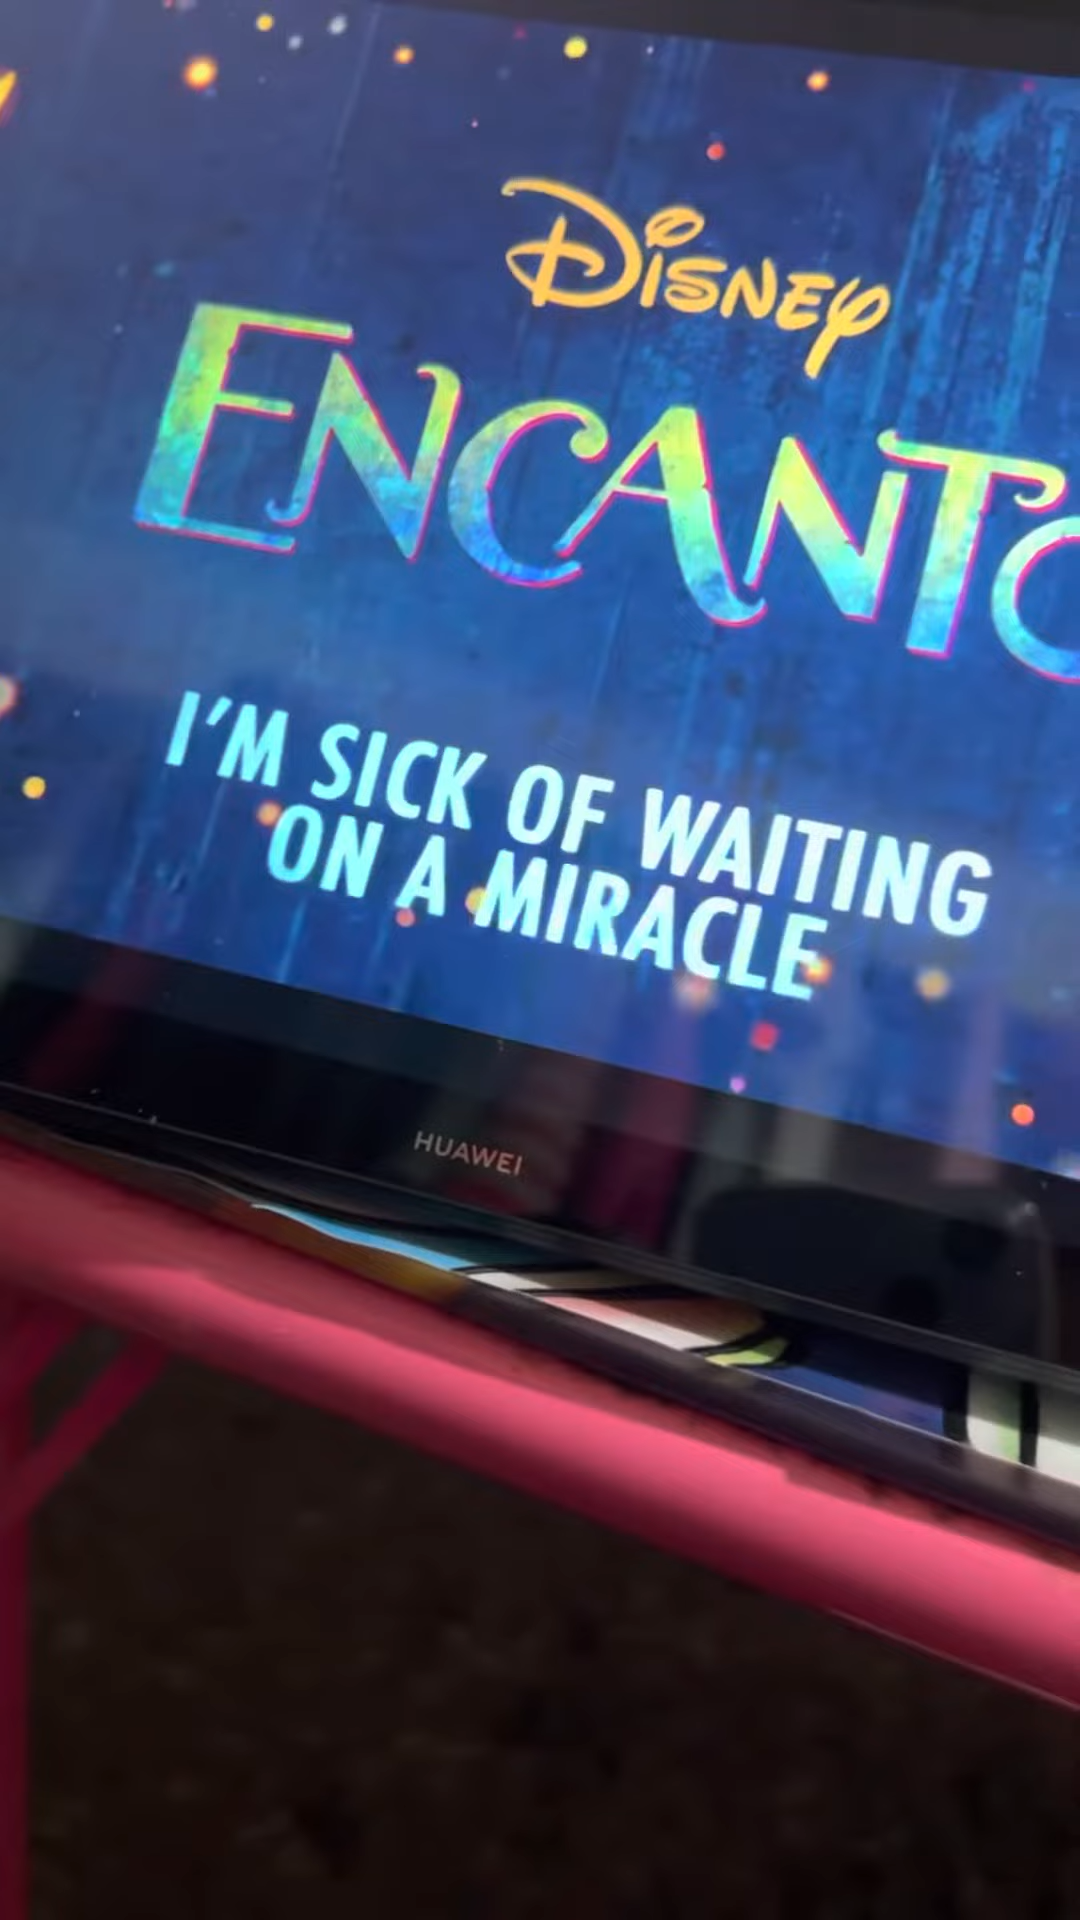 DISNEY
ENCANTO
I'M SICK OF WAITING
ON A MIRACLE
HUAWEI